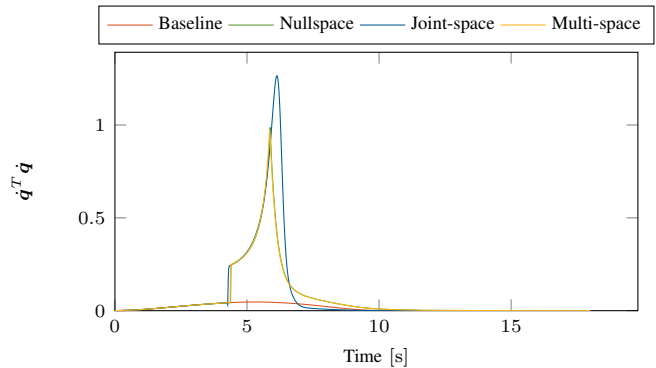 Baseline Nullspace Joint-space Multi-space
1
0.5
0
q̇ᵀ q̇
0 5 10 15
Time [s]